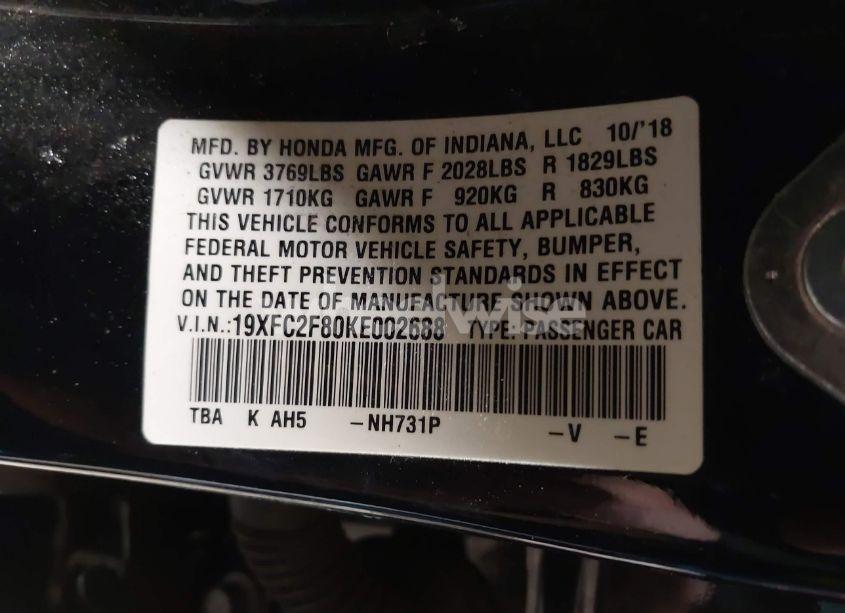 MFD. BY HONDA MFG. OF INDIANA, LLC 10/'18
GVWR 3769LBS GAWR F 2028LBS R 1829LBS
GVWR 1710KG GAWR F 920KG R 830KG
THIS VEHICLE CONFORMS TO ALL APPLICABLE
FEDERAL MOTOR VEHICLE SAFETY, BUMPER,
AND THEFT PREVENTION STANDARDS IN EFFECT
ON THE DATE OF MANUFACTURE SHOWN ABOVE.
V.I.N.:19XFC2F80KE002688 TYPE: PASSENGER CAR
TBA K AH5 -NH731P -V -E